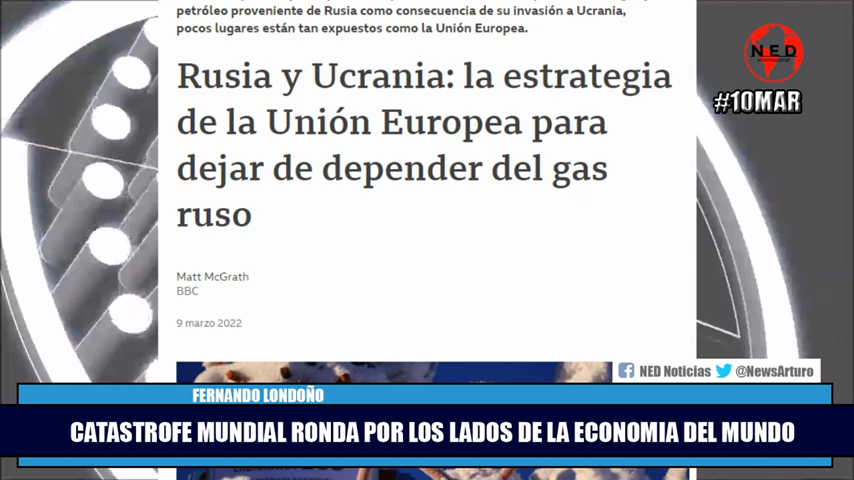 petróleo proveniente de Rusia como consecuencia de su invasión a Ucrania,
pocos lugares están tan expuestos como la Unión Europea.
Rusia y Ucrania: la estrategia
de la Unión Europea para
dejar de depender del gas
ruso
Matt McGrath
BBC
9 marzo 2022
NED
#10MAR
NED Noticias @NewsArturo
FERNANDO LONDOÑO
CATASTROFE MUNDIAL RONDA POR LOS LADOS DE LA ECONOMIA DEL MUNDO